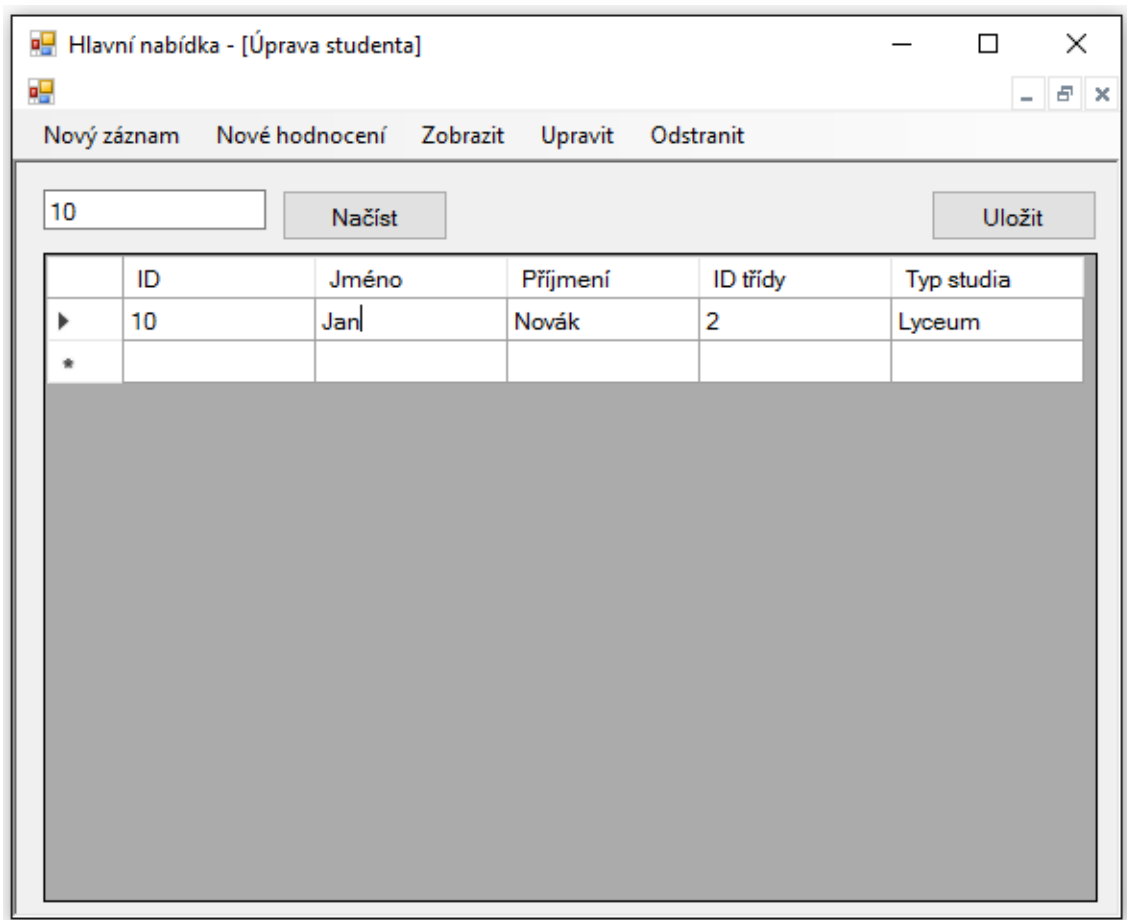 Hlavní nabídka - [Úprava studenta]
Nový záznam Nové hodnocení Zobrazit Upravit Odstranit
10 Načíst Uložit
ID Jméno Příjmení ID třídy Typ studia
10 Jan Novák 2 Lyceum